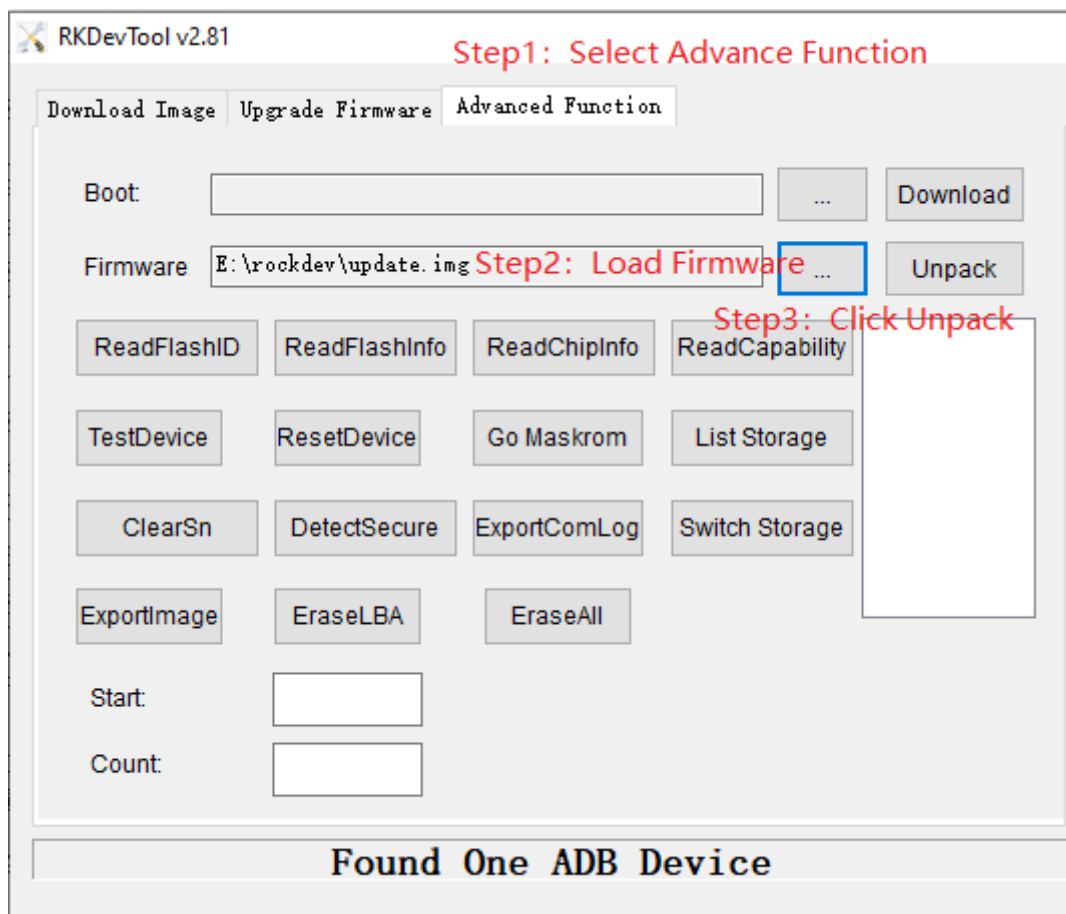 RKDevTool v2.81
Step1：Select Advance Function
Download Image Upgrade Firmware Advanced Function
Boot: ... Download
Firmware E:\rockdev\update.img Step2：Load Firmware ... Unpack
Step3：Click Unpack
ReadFlashID ReadFlashInfo ReadChipInfo ReadCapability
TestDevice ResetDevice Go Maskrom List Storage
ClearSn DetectSecure ExportComLog Switch Storage
ExportImage EraseLBA EraseAll
Start:
Count:
Found One ADB Device